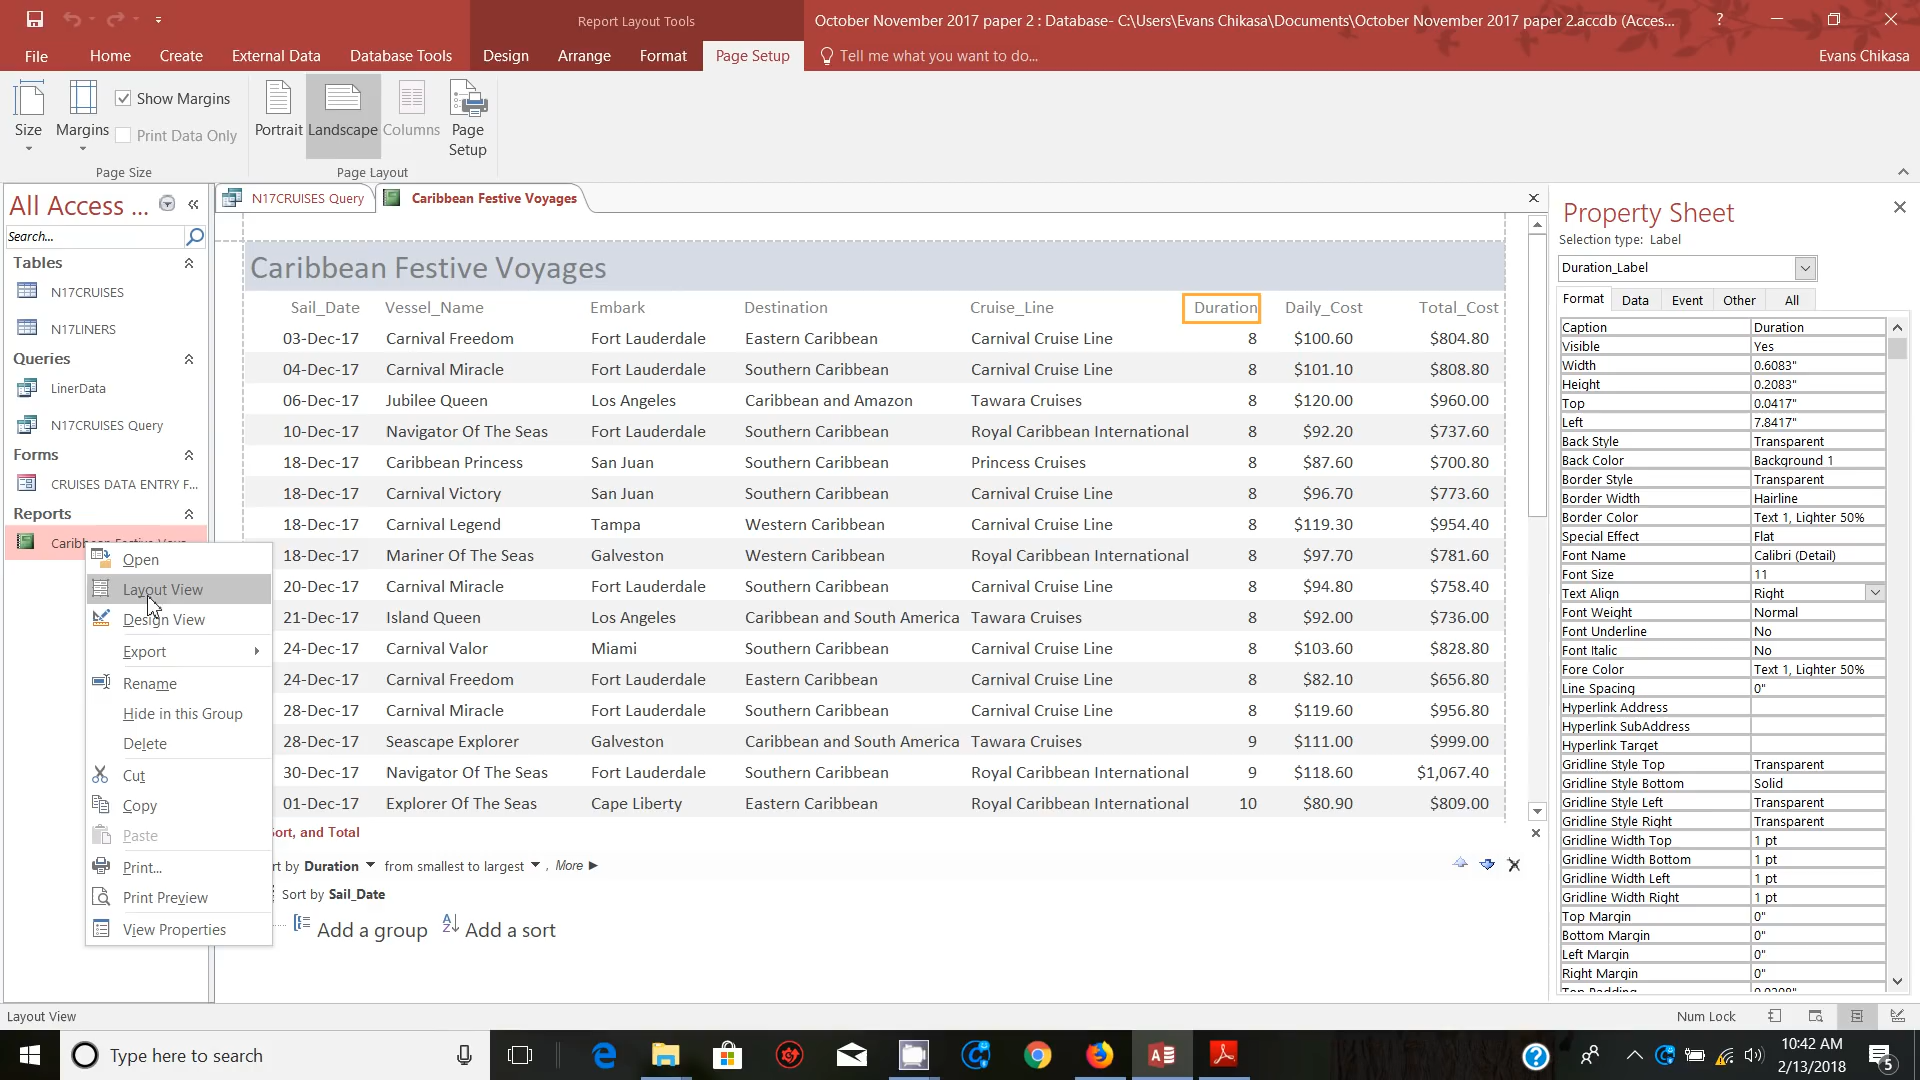 Report Layout Tools
October November 2017 paper 2 : Database- C:\Users\Evans Chikasa\Documents\October November 2017 paper 2.accdb (Acces...
?
File Home Create External Data Database Tools Design Arrange Format Page Setup Tell me what you want to do... Evans Chikasa
Show Margins
Print Data Only
Size Margins Portrait Landscape Columns Page Setup
Page Size Page Layout
All Access ...
Search...
Tables
N17CRUISES
N17LINERS
Queries
LinerData
N17CRUISES Query
Forms
CRUISES DATA ENTRY F...
Reports
Open
Layout View
Design View
Export
Rename
Hide in this Group
Delete
Cut
Copy
Paste
Print...
Print Preview
View Properties
N17CRUISES Query Caribbean Festive Voyages
Caribbean Festive Voyages
Sail_Date Vessel_Name Embark Destination Cruise_Line Duration Daily_Cost Total_Cost
03-Dec-17 Carnival Freedom Fort Lauderdale Eastern Caribbean Carnival Cruise Line 8 $100.60 $804.80
04-Dec-17 Carnival Miracle Fort Lauderdale Southern Caribbean Carnival Cruise Line 8 $101.10 $808.80
06-Dec-17 Jubilee Queen Los Angeles Caribbean and Amazon Tawara Cruises 8 $120.00 $960.00
10-Dec-17 Navigator Of The Seas Fort Lauderdale Southern Caribbean Royal Caribbean International 8 $92.20 $737.60
18-Dec-17 Caribbean Princess San Juan Southern Caribbean Princess Cruises 8 $87.60 $700.80
18-Dec-17 Carnival Victory San Juan Southern Caribbean Carnival Cruise Line 8 $96.70 $773.60
18-Dec-17 Carnival Legend Tampa Western Caribbean Carnival Cruise Line 8 $119.30 $954.40
18-Dec-17 Mariner Of The Seas Galveston Western Caribbean Royal Caribbean International 8 $97.70 $781.60
20-Dec-17 Carnival Miracle Fort Lauderdale Southern Caribbean Carnival Cruise Line 8 $94.80 $758.40
21-Dec-17 Island Queen Los Angeles Caribbean and South America Tawara Cruises 8 $92.00 $736.00
24-Dec-17 Carnival Valor Miami Southern Caribbean Carnival Cruise Line 8 $103.60 $828.80
24-Dec-17 Carnival Freedom Fort Lauderdale Eastern Caribbean Carnival Cruise Line 8 $82.10 $656.80
28-Dec-17 Carnival Miracle Fort Lauderdale Southern Caribbean Carnival Cruise Line 8 $119.60 $956.80
28-Dec-17 Seascape Explorer Galveston Caribbean and South America Tawara Cruises 9 $111.00 $999.00
30-Dec-17 Navigator Of The Seas Fort Lauderdale Southern Caribbean Royal Caribbean International 9 $118.60 $1,067.40
01-Dec-17 Explorer Of The Seas Cape Liberty Eastern Caribbean Royal Caribbean International 10 $80.90 $809.00
ort, and Total
rt by Duration from smallest to largest , More
Sort by Sail_Date
Add a group Add a sort
Property Sheet
Selection type: Label
Duration_Label
Format Data Event Other All
Caption Duration
Visible Yes
Width 0.6083"
Height 0.2083"
Top 0.0417"
Left 7.8417"
Back Style Transparent
Back Color Background 1
Border Style Transparent
Border Width Hairline
Border Color Text 1, Lighter 50%
Special Effect Flat
Font Name Calibri (Detail)
Font Size 11
Text Align Right
Font Weight Normal
Font Underline No
Font Italic No
Fore Color Text 1, Lighter 50%
Line Spacing 0"
Hyperlink Address
Hyperlink SubAddress
Hyperlink Target
Gridline Style Top Transparent
Gridline Style Bottom Solid
Gridline Style Left Transparent
Gridline Style Right Transparent
Gridline Width Top 1 pt
Gridline Width Bottom 1 pt
Gridline Width Left 1 pt
Gridline Width Right 1 pt
Top Margin 0"
Bottom Margin 0"
Left Margin 0"
Right Margin 0"
Layout View Num Lock
Type here to search
10:42 AM
2/13/2018
5